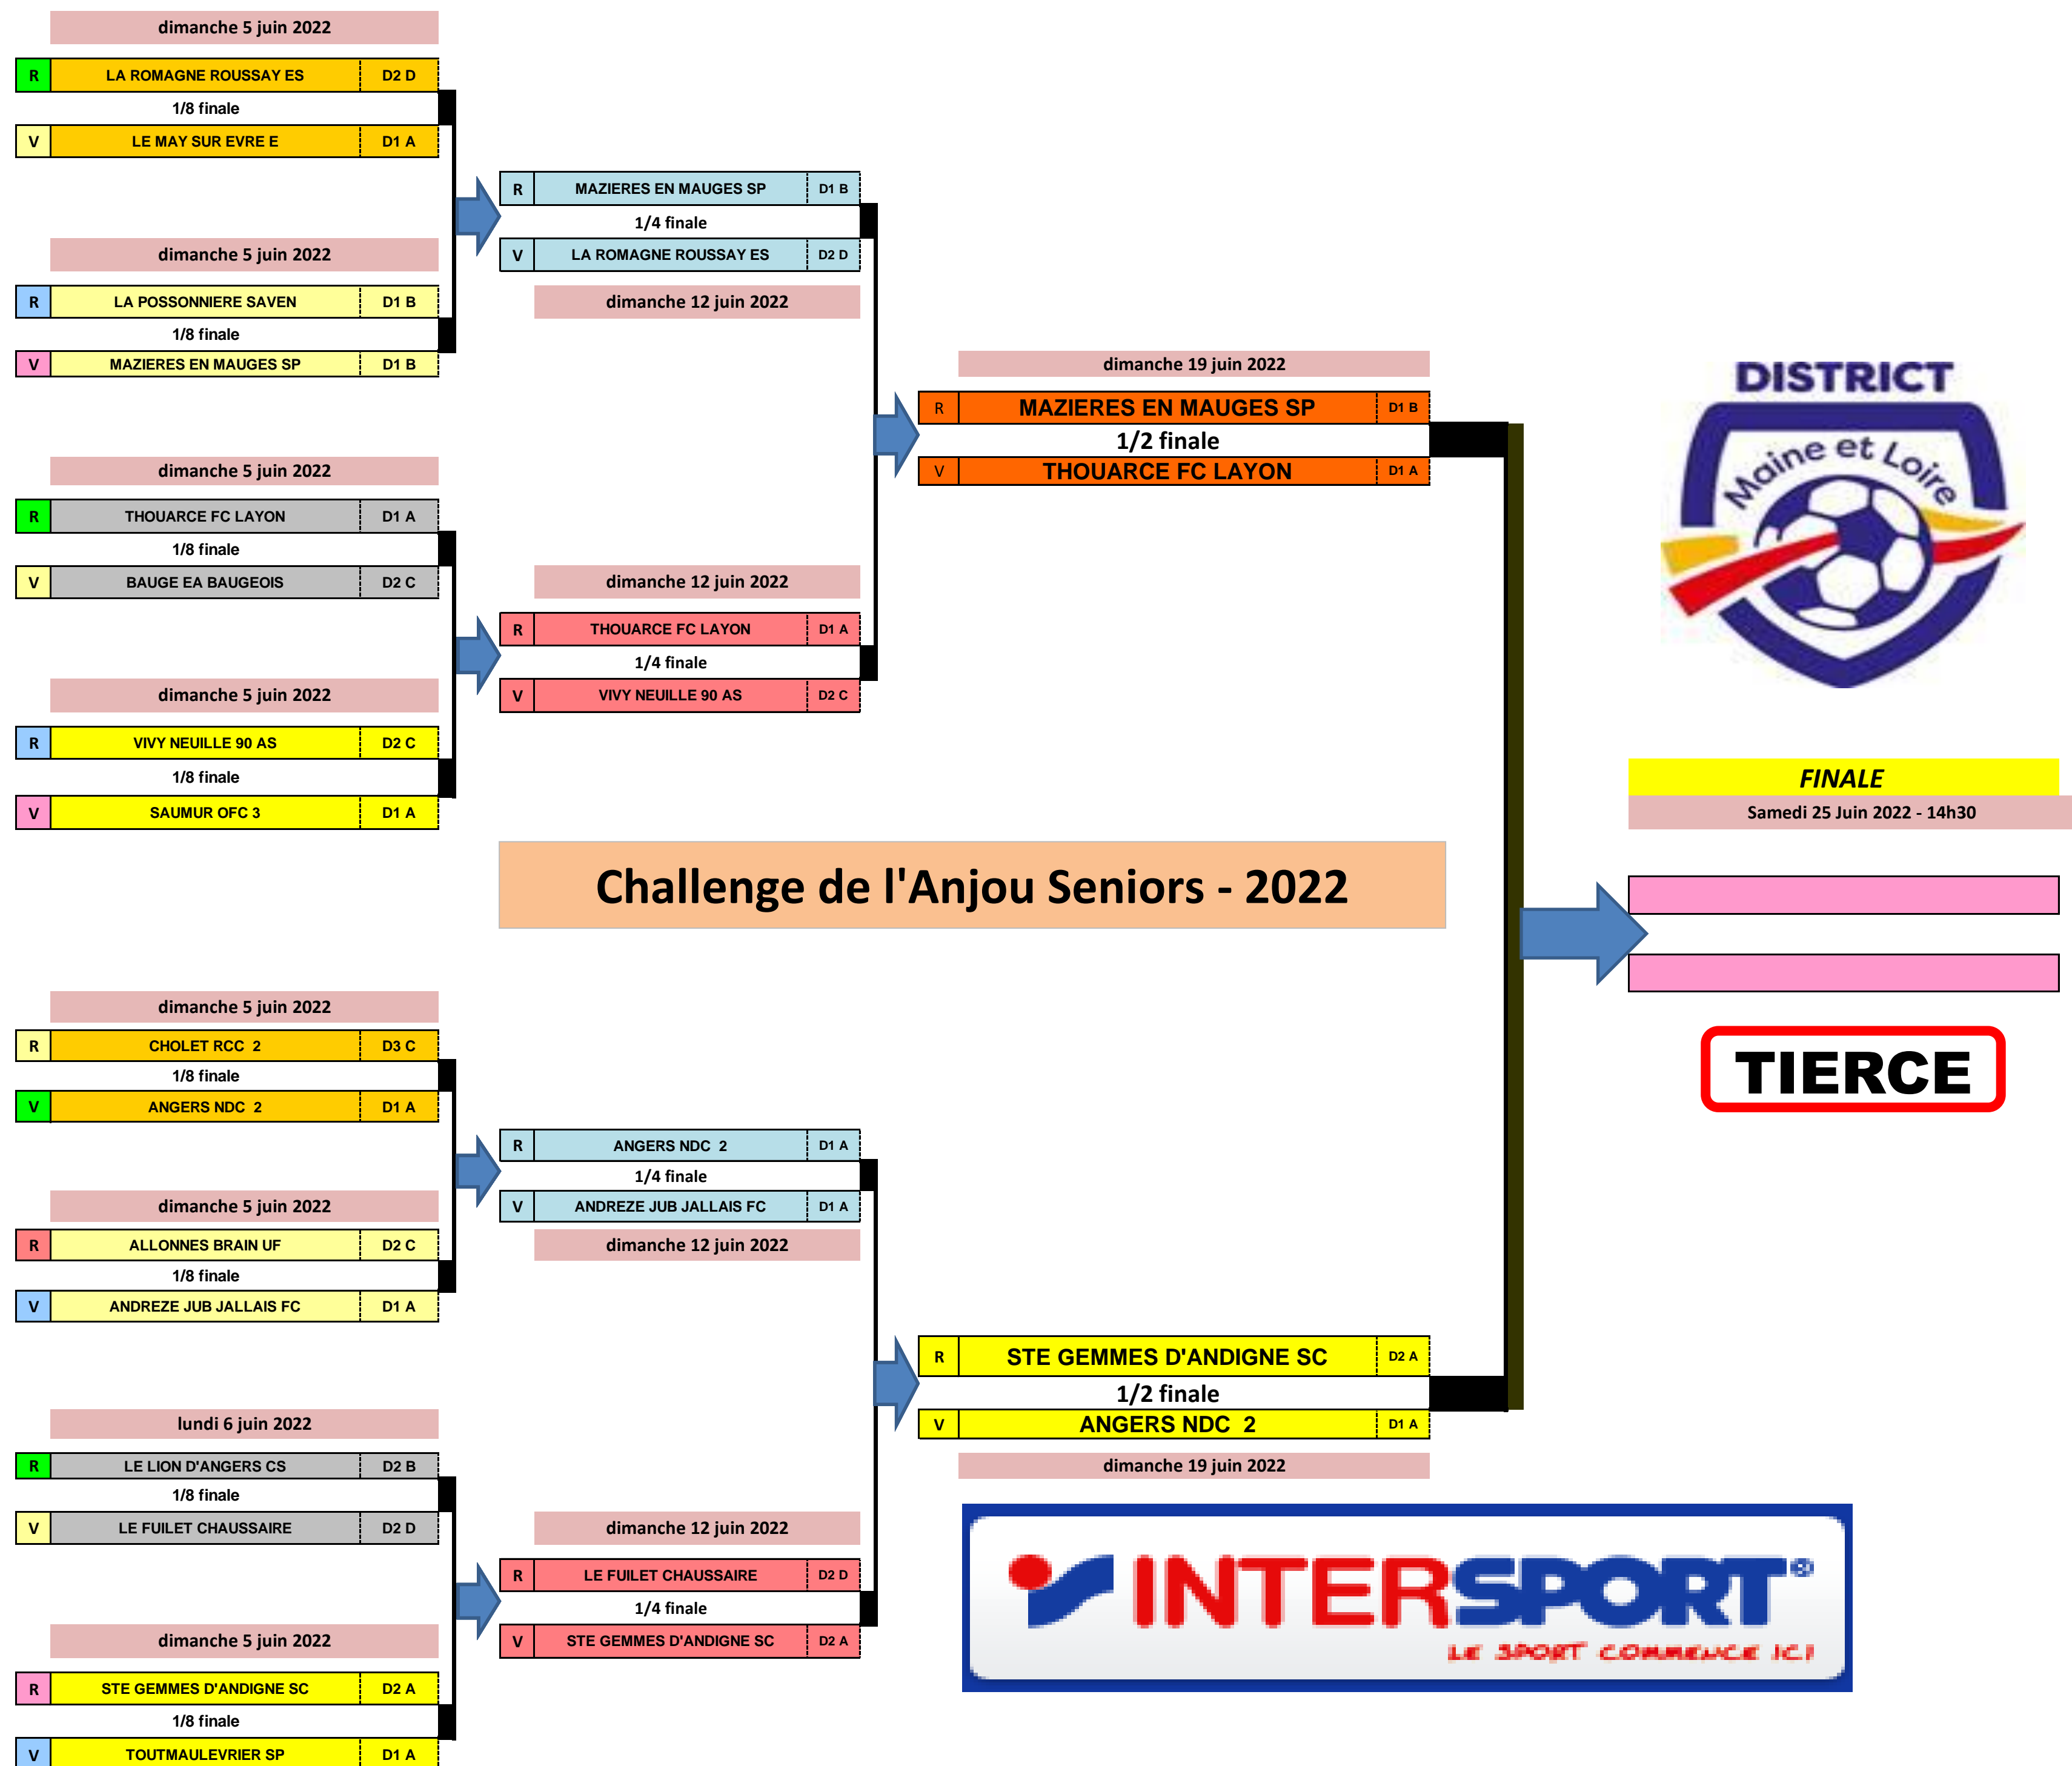 dimanche 5 juin 2022
R LA ROMAGNE ROUSSAY ES D2 D
1/8 finale
V LE MAY SUR EVRE E D1 A
dimanche 5 juin 2022
R LA POSSONNIERE SAVEN D1 B
1/8 finale
V MAZIERES EN MAUGES SP D1 B
dimanche 5 juin 2022
R THOUARCE FC LAYON D1 A
1/8 finale
V BAUGE EA BAUGEOIS D2 C
dimanche 5 juin 2022
R VIVY NEUILLE 90 AS D2 C
1/8 finale
V SAUMUR OFC 3 D1 A
R MAZIERES EN MAUGES SP D1 B
1/4 finale
V LA ROMAGNE ROUSSAY ES D2 D
dimanche 12 juin 2022
dimanche 12 juin 2022
R THOUARCE FC LAYON D1 A
1/4 finale
V VIVY NEUILLE 90 AS D2 C
dimanche 19 juin 2022
R MAZIERES EN MAUGES SP D1 B
1/2 finale
V THOUARCE FC LAYON D1 A
DISTRICT
Maine et Loire
FINALE
Samedi 25 Juin 2022 - 14h30
TIERCE
Challenge de l'Anjou Seniors - 2022
dimanche 5 juin 2022
R CHOLET RCC 2 D3 C
1/8 finale
V ANGERS NDC 2 D1 A
dimanche 5 juin 2022
R ALLONNES BRAIN UF D2 C
1/8 finale
V ANDREZE JUB JALLAIS FC D1 A
lundi 6 juin 2022
R LE LION D'ANGERS CS D2 B
1/8 finale
V LE FUILET CHAUSSAIRE D2 D
dimanche 5 juin 2022
R STE GEMMES D'ANDIGNE SC D2 A
1/8 finale
V TOUTMAULEVRIER SP D1 A
R ANGERS NDC 2 D1 A
1/4 finale
V ANDREZE JUB JALLAIS FC D1 A
dimanche 12 juin 2022
dimanche 12 juin 2022
R LE FUILET CHAUSSAIRE D2 D
1/4 finale
V STE GEMMES D'ANDIGNE SC D2 A
R STE GEMMES D'ANDIGNE SC D2 A
1/2 finale
V ANGERS NDC 2 D1 A
dimanche 19 juin 2022
INTERSPORT®
LE SPORT COMMENCE ICI